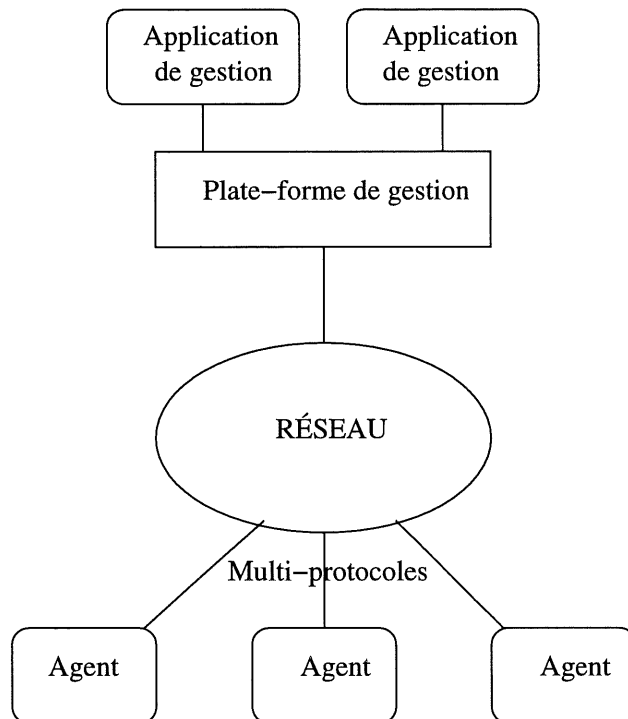 Application
de gestion
Application
de gestion
Plate−forme de gestion
RÉSEAU
Multi−protocoles
Agent
Agent
Agent